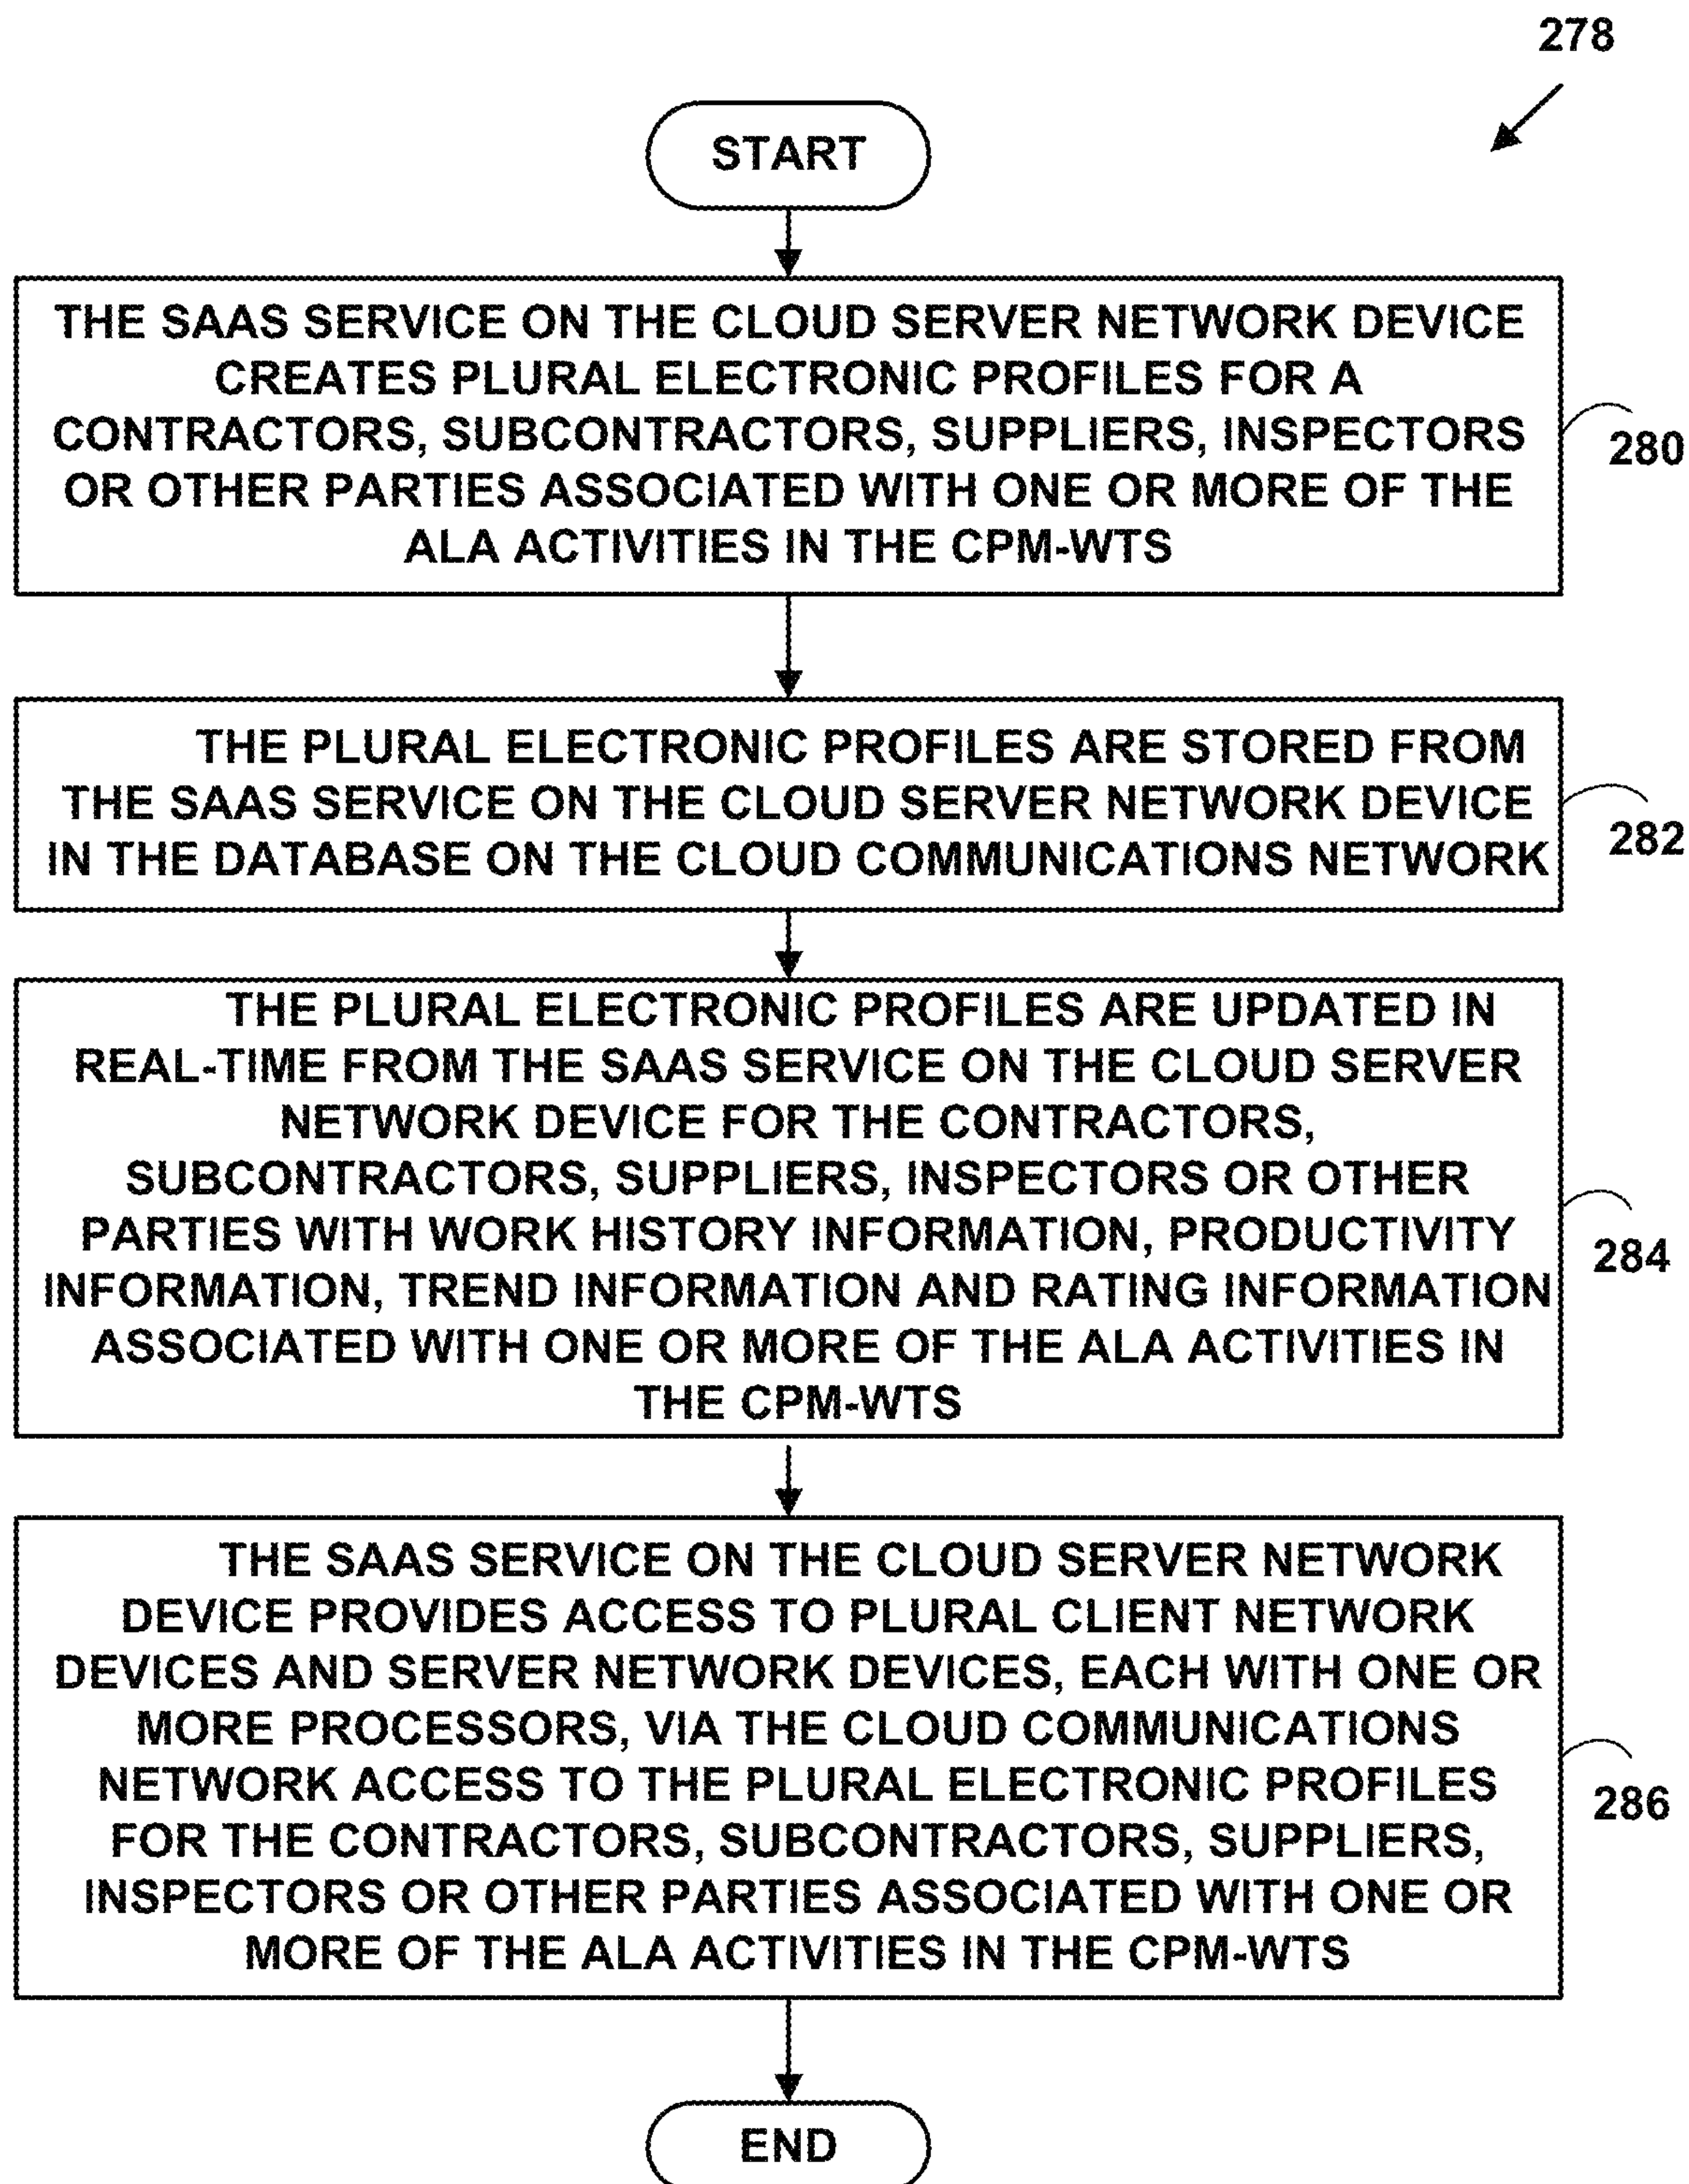 278
START
THE SAAS SERVICE ON THE CLOUD SERVER NETWORK DEVICE
CREATES PLURAL ELECTRONIC PROFILES FOR A
CONTRACTORS, SUBCONTRACTORS, SUPPLIERS, INSPECTORS
OR OTHER PARTIES ASSOCIATED WITH ONE OR MORE OF THE
ALA ACTIVITIES IN THE CPM-WTS
280
THE PLURAL ELECTRONIC PROFILES ARE STORED FROM
THE SAAS SERVICE ON THE CLOUD SERVER NETWORK DEVICE
IN THE DATABASE ON THE CLOUD COMMUNICATIONS NETWORK
282
THE PLURAL ELECTRONIC PROFILES ARE UPDATED IN
REAL-TIME FROM THE SAAS SERVICE ON THE CLOUD SERVER
NETWORK DEVICE FOR THE CONTRACTORS,
SUBCONTRACTORS, SUPPLIERS, INSPECTORS OR OTHER
PARTIES WITH WORK HISTORY INFORMATION, PRODUCTIVITY
INFORMATION, TREND INFORMATION AND RATING INFORMATION
ASSOCIATED WITH ONE OR MORE OF THE ALA ACTIVITIES IN
THE CPM-WTS
284
THE SAAS SERVICE ON THE CLOUD SERVER NETWORK
DEVICE PROVIDES ACCESS TO PLURAL CLIENT NETWORK
DEVICES AND SERVER NETWORK DEVICES, EACH WITH ONE OR
MORE PROCESSORS, VIA THE CLOUD COMMUNICATIONS
NETWORK ACCESS TO THE PLURAL ELECTRONIC PROFILES
FOR THE CONTRACTORS, SUBCONTRACTORS, SUPPLIERS,
INSPECTORS OR OTHER PARTIES ASSOCIATED WITH ONE OR
MORE OF THE ALA ACTIVITIES IN THE CPM-WTS
286
END